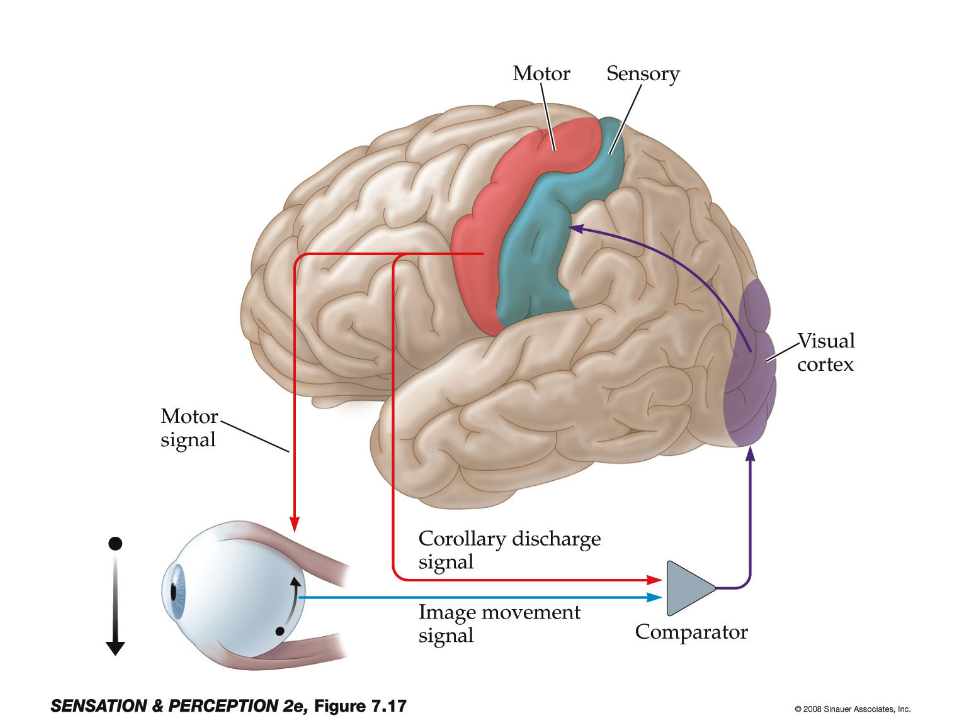 Motor
Sensory
Visual
cortex
Motor
signal
Corollary discharge
signal
Image movement
signal
Comparator
SENSATION & PERCEPTION 2e, Figure 7.17
© 2008 Sinauer Associates, Inc.